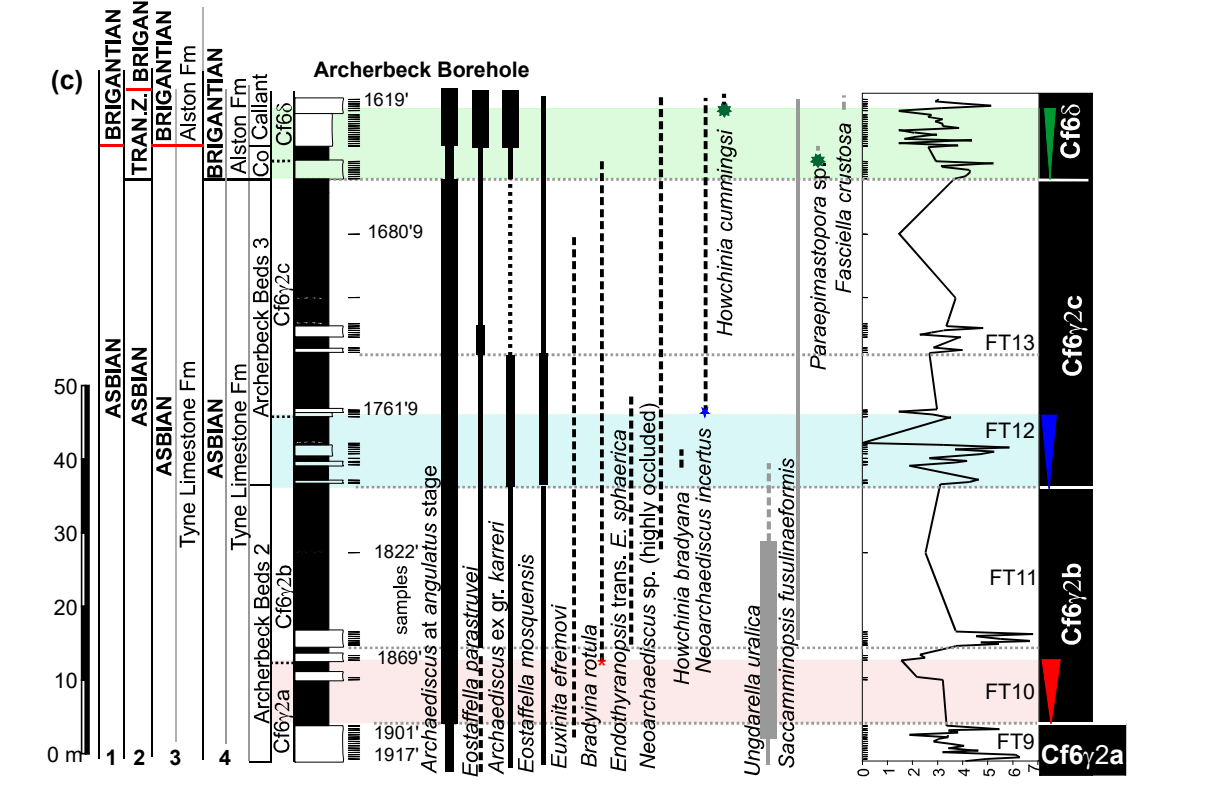 (c)
Archerbeck Borehole
BRIGANTIAN
ASBIAN
1
BRIGAN
TRAN.Z.
ASBIAN
2
BRIGANTIAN
ASBIAN
3
Alston Fm
Tyne Limestone Fm
BRIGANTIAN
ASBIAN
4
Alston Fm
Tyne Limestone Fm
Co Callant
Archerbeck Beds 3
Archerbeck Beds 2
Cf6δ
Cf6γ2c
Cf6γ2b
Cf6γ2a
50
40
30
20
10
0 m
1619'
1680'9
1761'9
1822'
samples
1869'
1901'
1917'
Archaediscus at angulatus stage
Eostaffella parastruvei
Archaediscus ex gr. karreri
Eostaffella mosquensis
Euxinita efremovi
Bradyina rotula
Endothyranopsis trans. E. sphaerica
Neoarchaediscus sp. (highly occluded)
Howchinia bradyana
Neoarchaediscus incertus
Howchinia cummingsi
Ungdarella uralica
Saccamminopsis fusulinaeformis
Paraepimastopora sp.
Fasciella crustosa
FT13
FT12
FT11
FT10
FT9
0 1 2 3 4 5 6 7
Cf6δ
Cf6γ2c
Cf6γ2b
Cf6γ2a